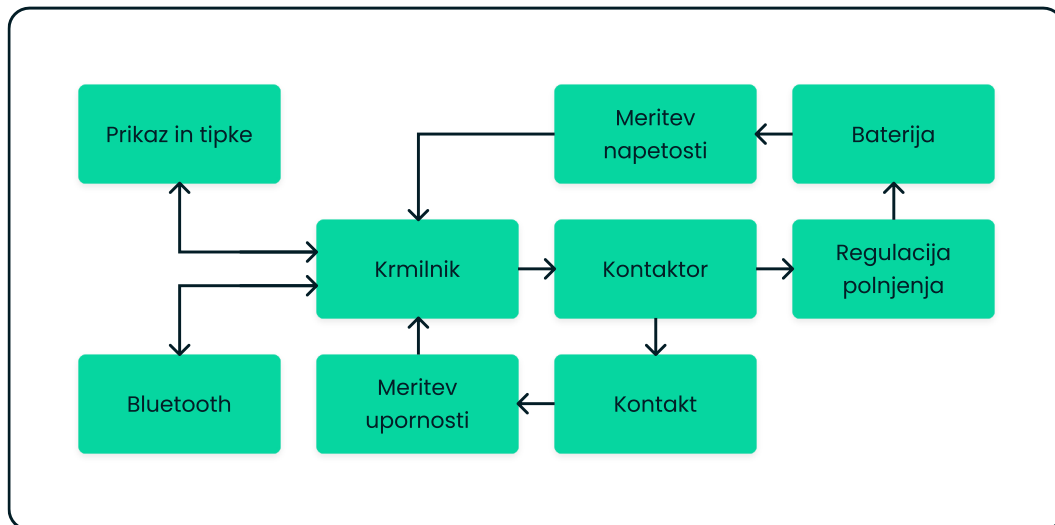 Prikaz in tipke
Meritev
napetosti
Baterija
Krmilnik
Kontaktor
Regulacija
polnjenja
Bluetooth
Meritev
upornosti
Kontakt